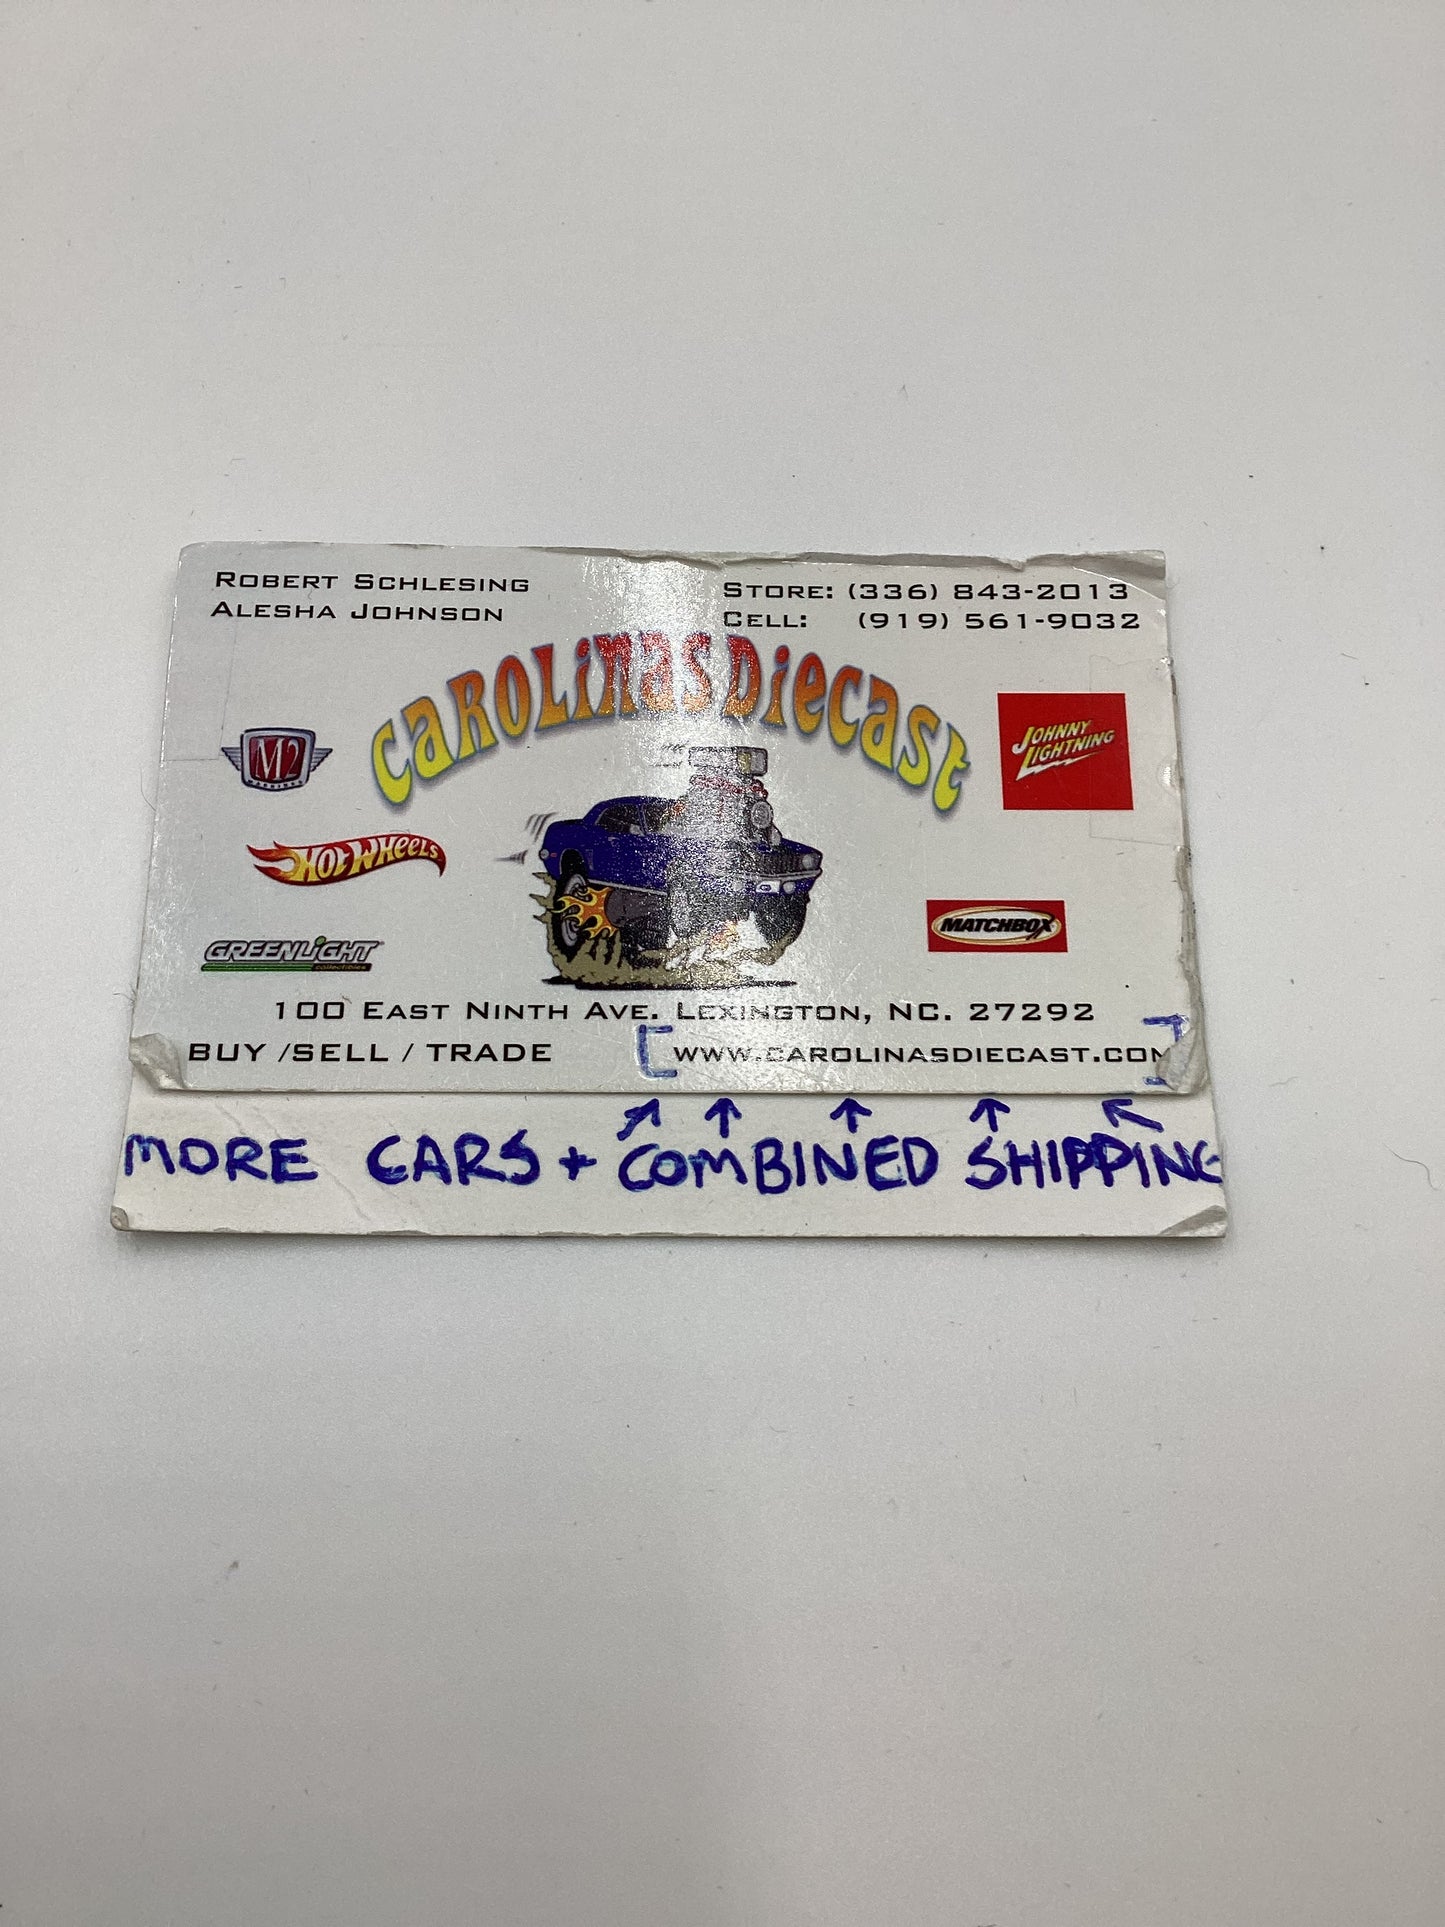 ROBERT SCHLESING
ALESHA JOHNSON
STORE: (336) 843-2013
CELL: (919) 561-9032
CAROLINAS DIECAST
M2
MACHINES
JOHNNY LIGHTNING
HOT WHEELS
MATCHBOX
GREENLIGHT
collectibles
100 EAST NINTH AVE. LEXINGTON, NC. 27292
BUY /SELL / TRADE
WWW.CAROLINASDIECAST.COM
MORE CARS + COMBINED SHIPPING